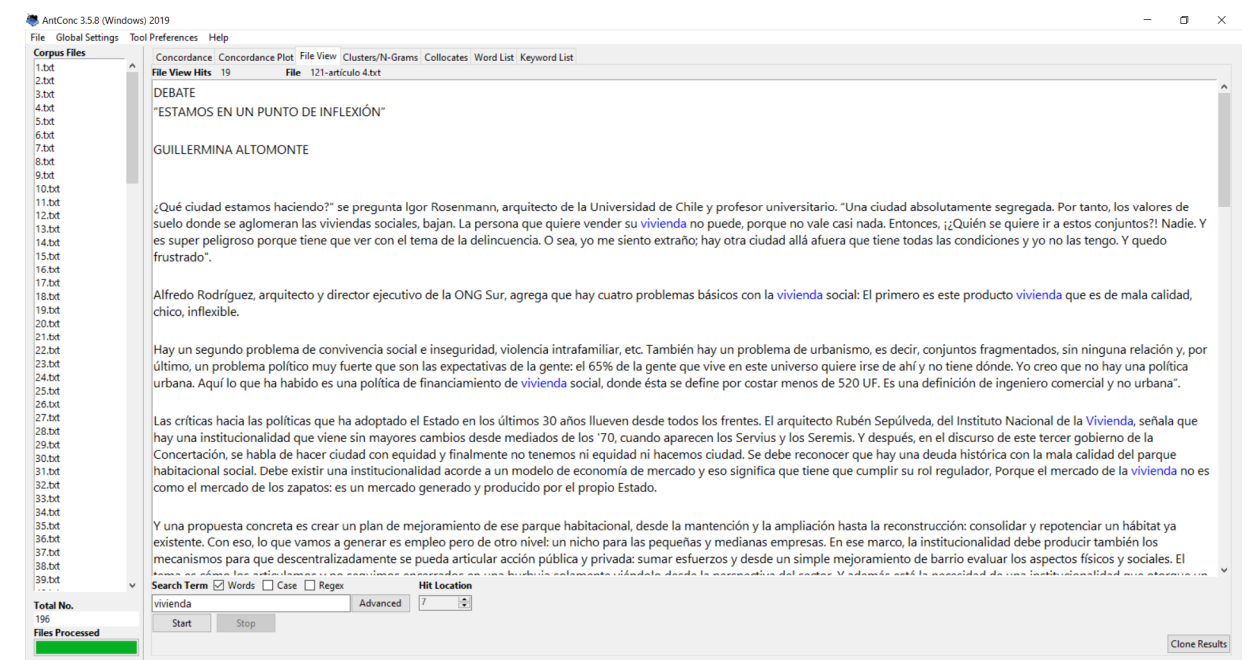 AntConc 3.5.8 (Windows) 2019
File Global Settings Tool Preferences Help
Corpus Files
1.txt
2.txt
3.txt
4.txt
5.txt
6.txt
7.txt
8.txt
9.txt
10.txt
11.txt
12.txt
13.txt
14.txt
15.txt
16.txt
17.txt
18.txt
19.txt
20.txt
21.txt
22.txt
23.txt
24.txt
25.txt
26.txt
27.txt
28.txt
29.txt
30.txt
31.txt
32.txt
33.txt
34.txt
35.txt
36.txt
37.txt
38.txt
39.txt
Total No.
196
Files Processed
Concordance Concordance Plot File View Clusters/N-Grams Collocates Word List Keyword List
File View Hits 19 File 121-artículo 4.txt
DEBATE
“ESTAMOS EN UN PUNTO DE INFLEXIÓN”
GUILLERMINA ALTOMONTE
¿Qué ciudad estamos haciendo?” se pregunta Igor Rosenmann, arquitecto de la Universidad de Chile y profesor universitario. “Una ciudad absolutamente segregada. Por tanto, los valores de
suelo donde se aglomeran las viviendas sociales, bajan. La persona que quiere vender su vivienda no puede, porque no vale casi nada. Entonces, ¡¿Quién se quiere ir a estos conjuntos?! Nadie. Y
es super peligroso porque tiene que ver con el tema de la delincuencia. O sea, yo me siento extraño; hay otra ciudad allá afuera que tiene todas las condiciones y yo no las tengo. Y quedo
frustrado”.
Alfredo Rodríguez, arquitecto y director ejecutivo de la ONG Sur, agrega que hay cuatro problemas básicos con la vivienda social: El primero es este producto vivienda que es de mala calidad,
chico, inflexible.
Hay un segundo problema de convivencia social e inseguridad, violencia intrafamiliar, etc. También hay un problema de urbanismo, es decir, conjuntos fragmentados, sin ninguna relación y, por
último, un problema político muy fuerte que son las expectativas de la gente: el 65% de la gente que vive en este universo quiere irse de ahí y no tiene dónde. Yo creo que no hay una política
urbana. Aquí lo que ha habido es una política de financiamiento de vivienda social, donde ésta se define por costar menos de 520 UF. Es una definición de ingeniero comercial y no urbana”.
Las críticas hacia las políticas que ha adoptado el Estado en los últimos 30 años llueven desde todos los frentes. El arquitecto Rubén Sepúlveda, del Instituto Nacional de la Vivienda, señala que
hay una institucionalidad que viene sin mayores cambios desde mediados de los '70, cuando aparecen los Servius y los Seremis. Y después, en el discurso de este tercer gobierno de la
Concertación, se habla de hacer ciudad con equidad y finalmente no tenemos ni equidad ni hacemos ciudad. Se debe reconocer que hay una deuda histórica con la mala calidad del parque
habitacional social. Debe existir una institucionalidad acorde a un modelo de economía de mercado y eso significa que tiene que cumplir su rol regulador, Porque el mercado de la vivienda no es
como el mercado de los zapatos: es un mercado generado y producido por el propio Estado.
Y una propuesta concreta es crear un plan de mejoramiento de ese parque habitacional, desde la mantención y la ampliación hasta la reconstrucción: consolidar y repotenciar un hábitat ya
existente. Con eso, lo que vamos a generar es empleo pero de otro nivel: un nicho para las pequeñas y medianas empresas. En ese marco, la institucionalidad debe producir también los
mecanismos para que descentralizadamente se pueda articular acción pública y privada: sumar esfuerzos y desde un simple mejoramiento de barrio evaluar los aspectos físicos y sociales. El
Search Term Words Case Regex Hit Location
vivienda Advanced 7
Start Stop
Clone Results